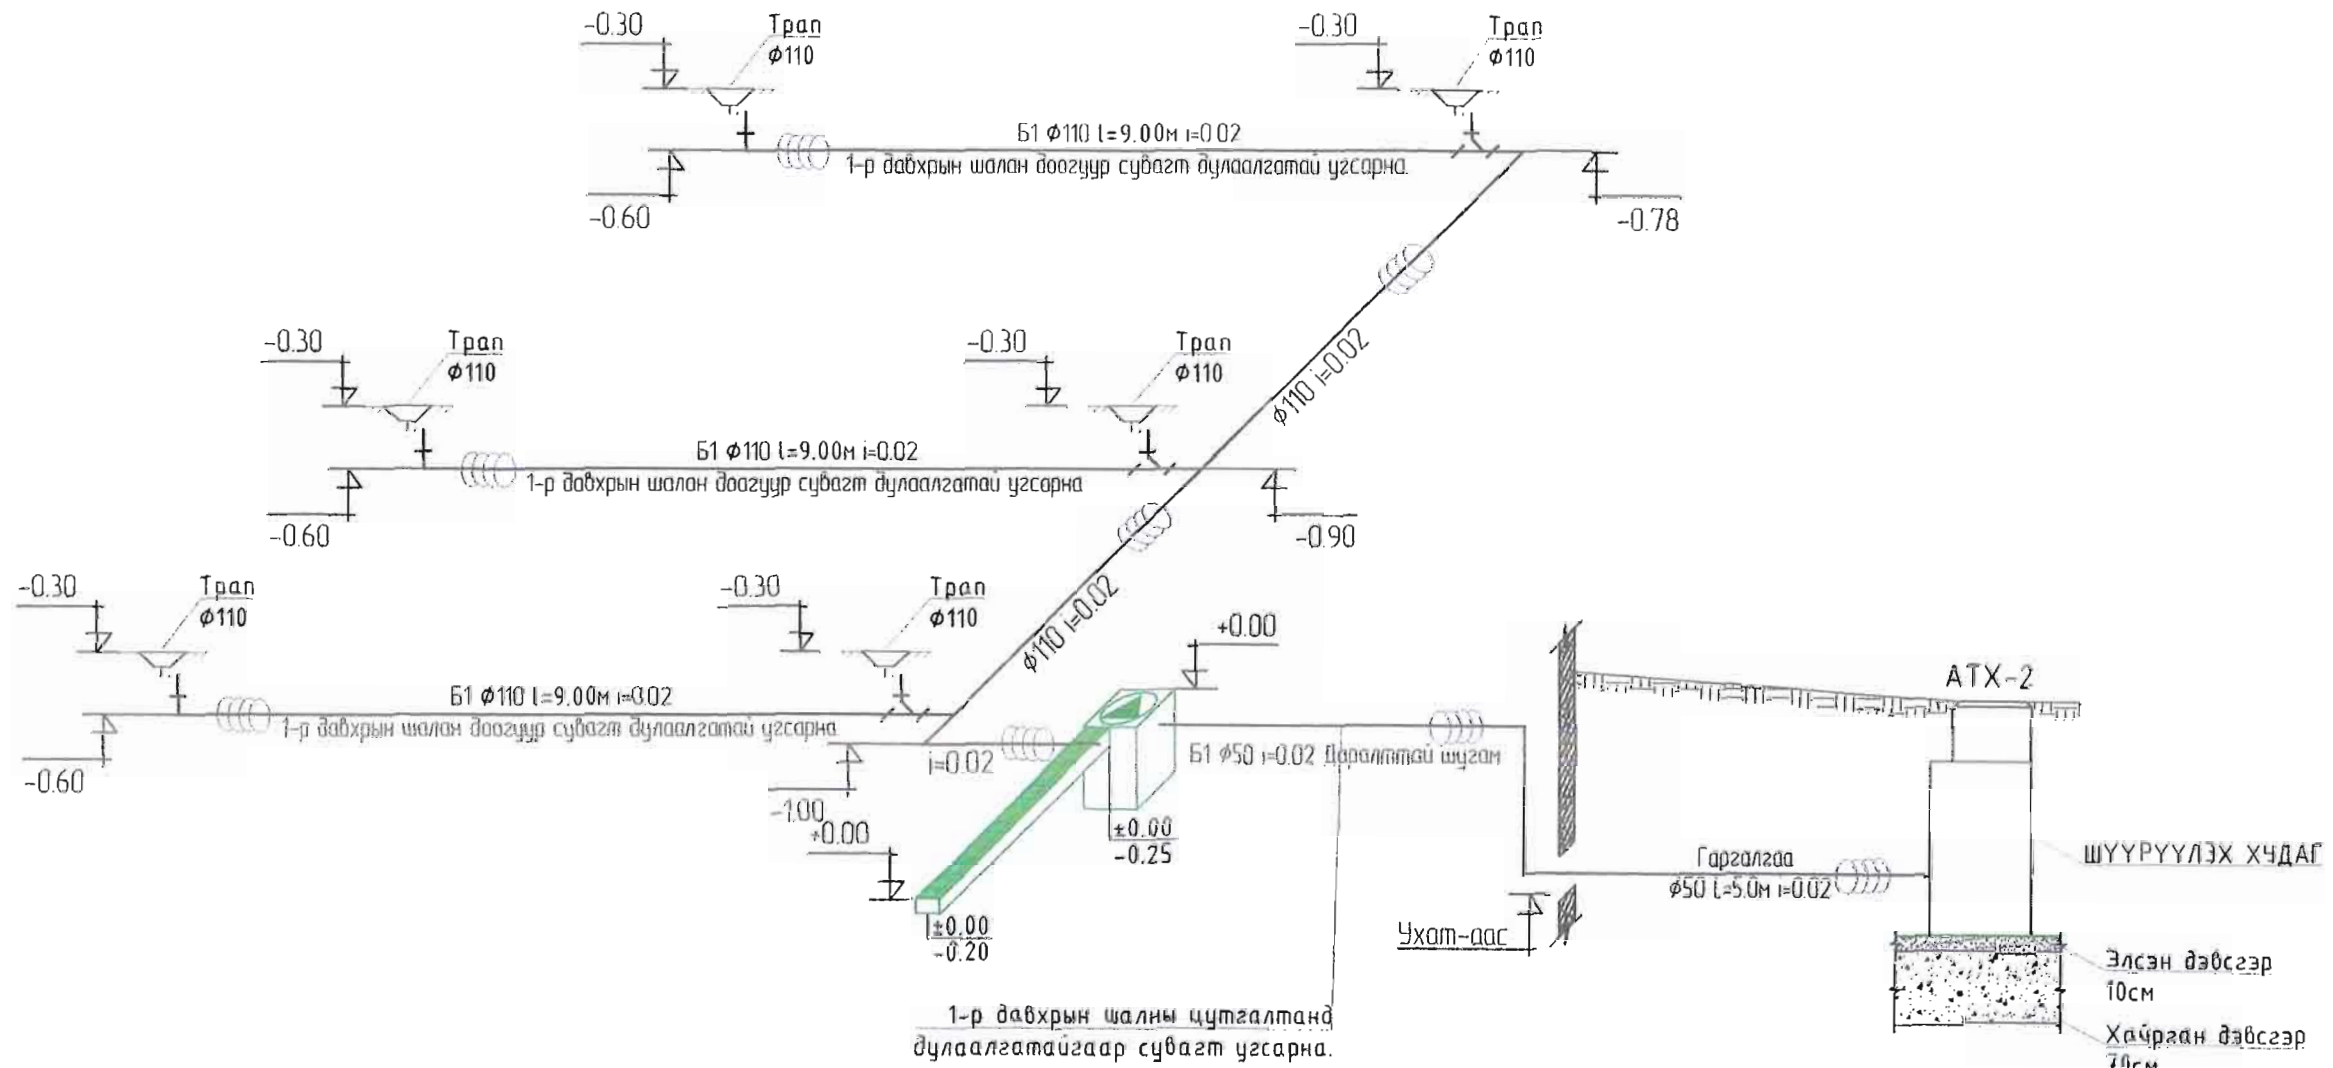 -0.30
Трап
ф110
-0.30
Трап
ф110
Б1 ф110 l=9.00м i=0.02
1-р давхрын шалан доогуур сувагт дулаалгатай угсарна.
-0.60
-0.78
ф110 i=0.02
-0.30
Трап
ф110
-0.30
Трап
ф110
Б1 ф110 l=9.00м i=0.02
1-р давхрын шалан доогуур сувагт дулаалгатай угсарна
-0.60
-0.90
ф110 i=0.02
-0.30
Трап
ф110
-0.30
Трап
ф110
Б1 ф110 l=9.00м i=0.02
1-р давхрын шалан доогуур сувагт дулаалгатай угсарна
-0.60
i=0.02
-1.00
+0.00
+0.00
Б1 ф50 i=0.02 Даралттай шугам
±0.00
-0.25
±0.00
-0.20
АТХ-2
Гаргалгаа
ф50 l=5.0м i=0.02
ШҮҮРҮҮЛЭХ ХУДАГ
Ухат-аас
Элсэн дэвсгэр
10см
Хайрган дэвсгэр
1-р давхрын шалны цутгалтанд
дулаалгатайгаар сувагт угсарна.